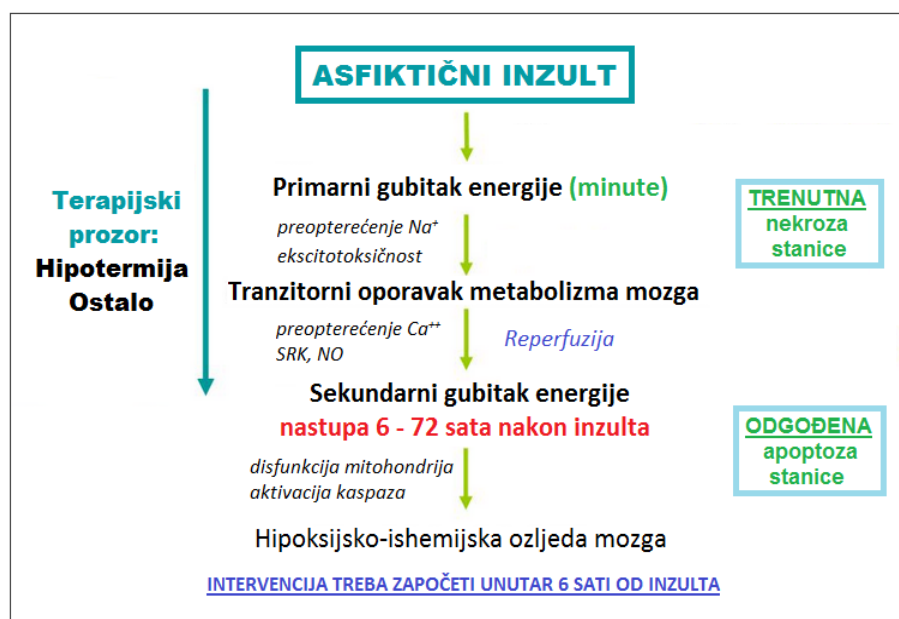 ASFIKTIČNI INZULT
Primarni gubitak energije (minute)
preopterećenje Na⁺
ekscitotoksičnost
Tranzitorni oporavak metabolizma mozga
preopterećenje Ca⁺⁺
SRK, NO
Reperfuzija
Sekundarni gubitak energije
nastupa 6 - 72 sata nakon inzulta
disfunkcija mitohondrija
aktivacija kaspaza
Hipoksijsko-ishemijska ozljeda mozga
INTERVENCIJA TREBA ZAPOČETI UNUTAR 6 SATI OD INZULTA
Terapijski
prozor:
Hipotermija
Ostalo
TRENUTNA
nekroza
stanice
ODGOĐENA
apoptoza
stanice